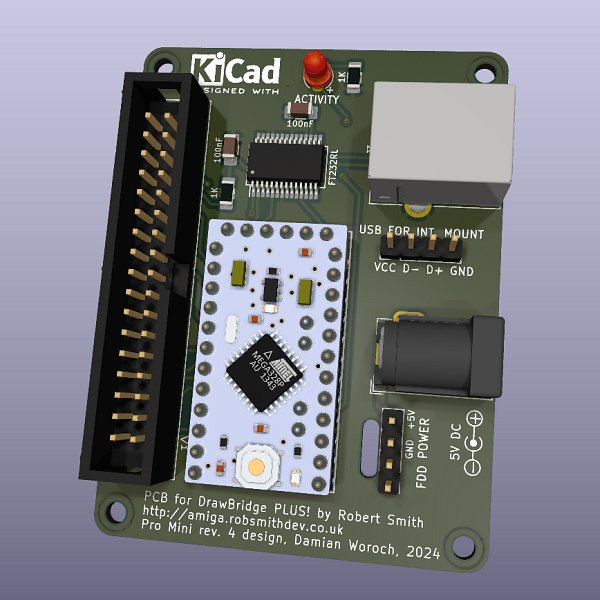 KiCad
SIGNED WITH
1K
ACTIVITY
100nF
100nF
FT232RL
1K
USB FOR INT. MOUNT
VCC D- D+ GND
ATMEL
MEGA328P
AU 1343
+5V
GND
FDD POWER
5V DC
PCB for DrawBridge PLUS! by Robert Smith
http://amiga.robsmithdev.co.uk
Pro Mini rev. 4 design, Damian Woroch, 2024